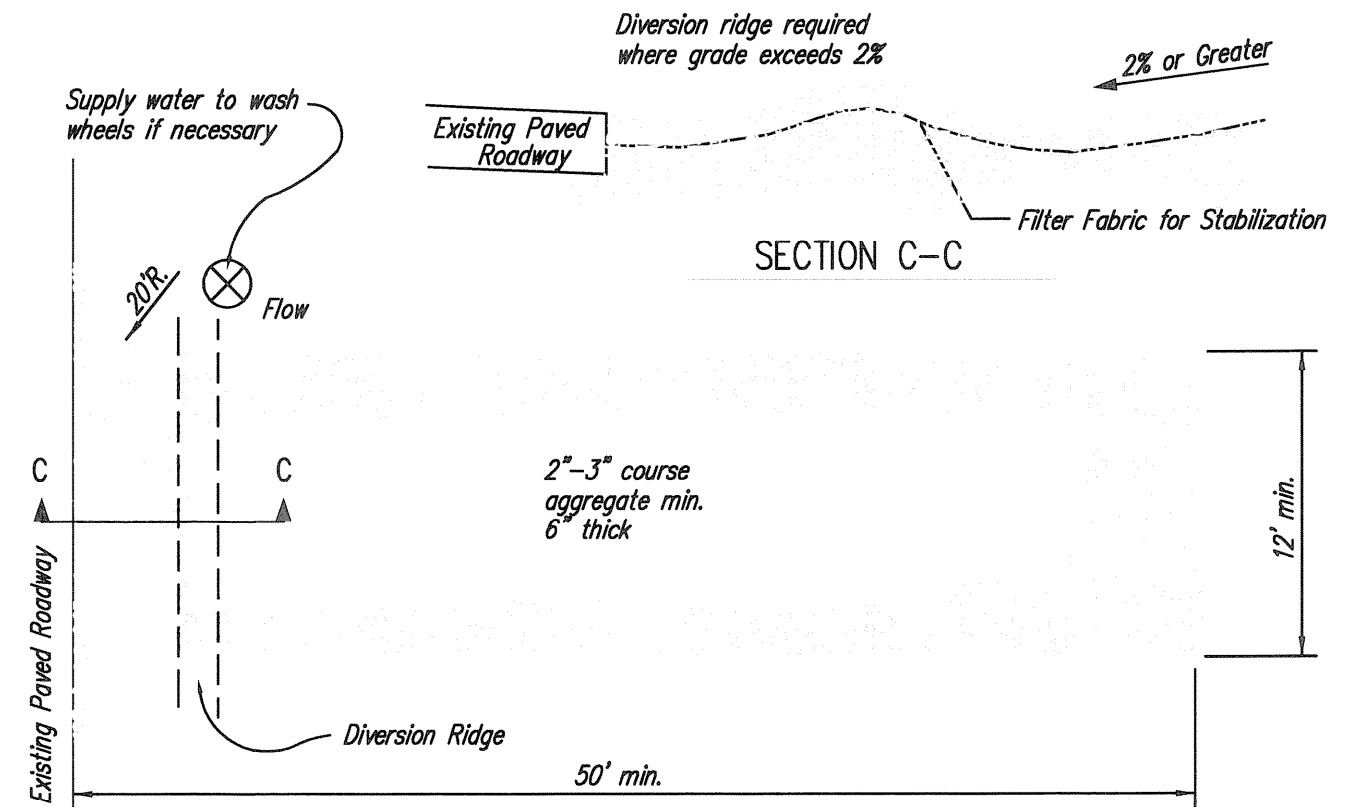 Diversion ridge required
where grade exceeds 2%
2% or Greater
Supply water to wash
wheels if necessary
Existing Paved
Roadway
Filter Fabric for Stabilization
SECTION C-C
20'R.
Flow
C
C
2"-3" course
aggregate min.
6" thick
12' min.
Existing Paved Roadway
Diversion Ridge
50' min.